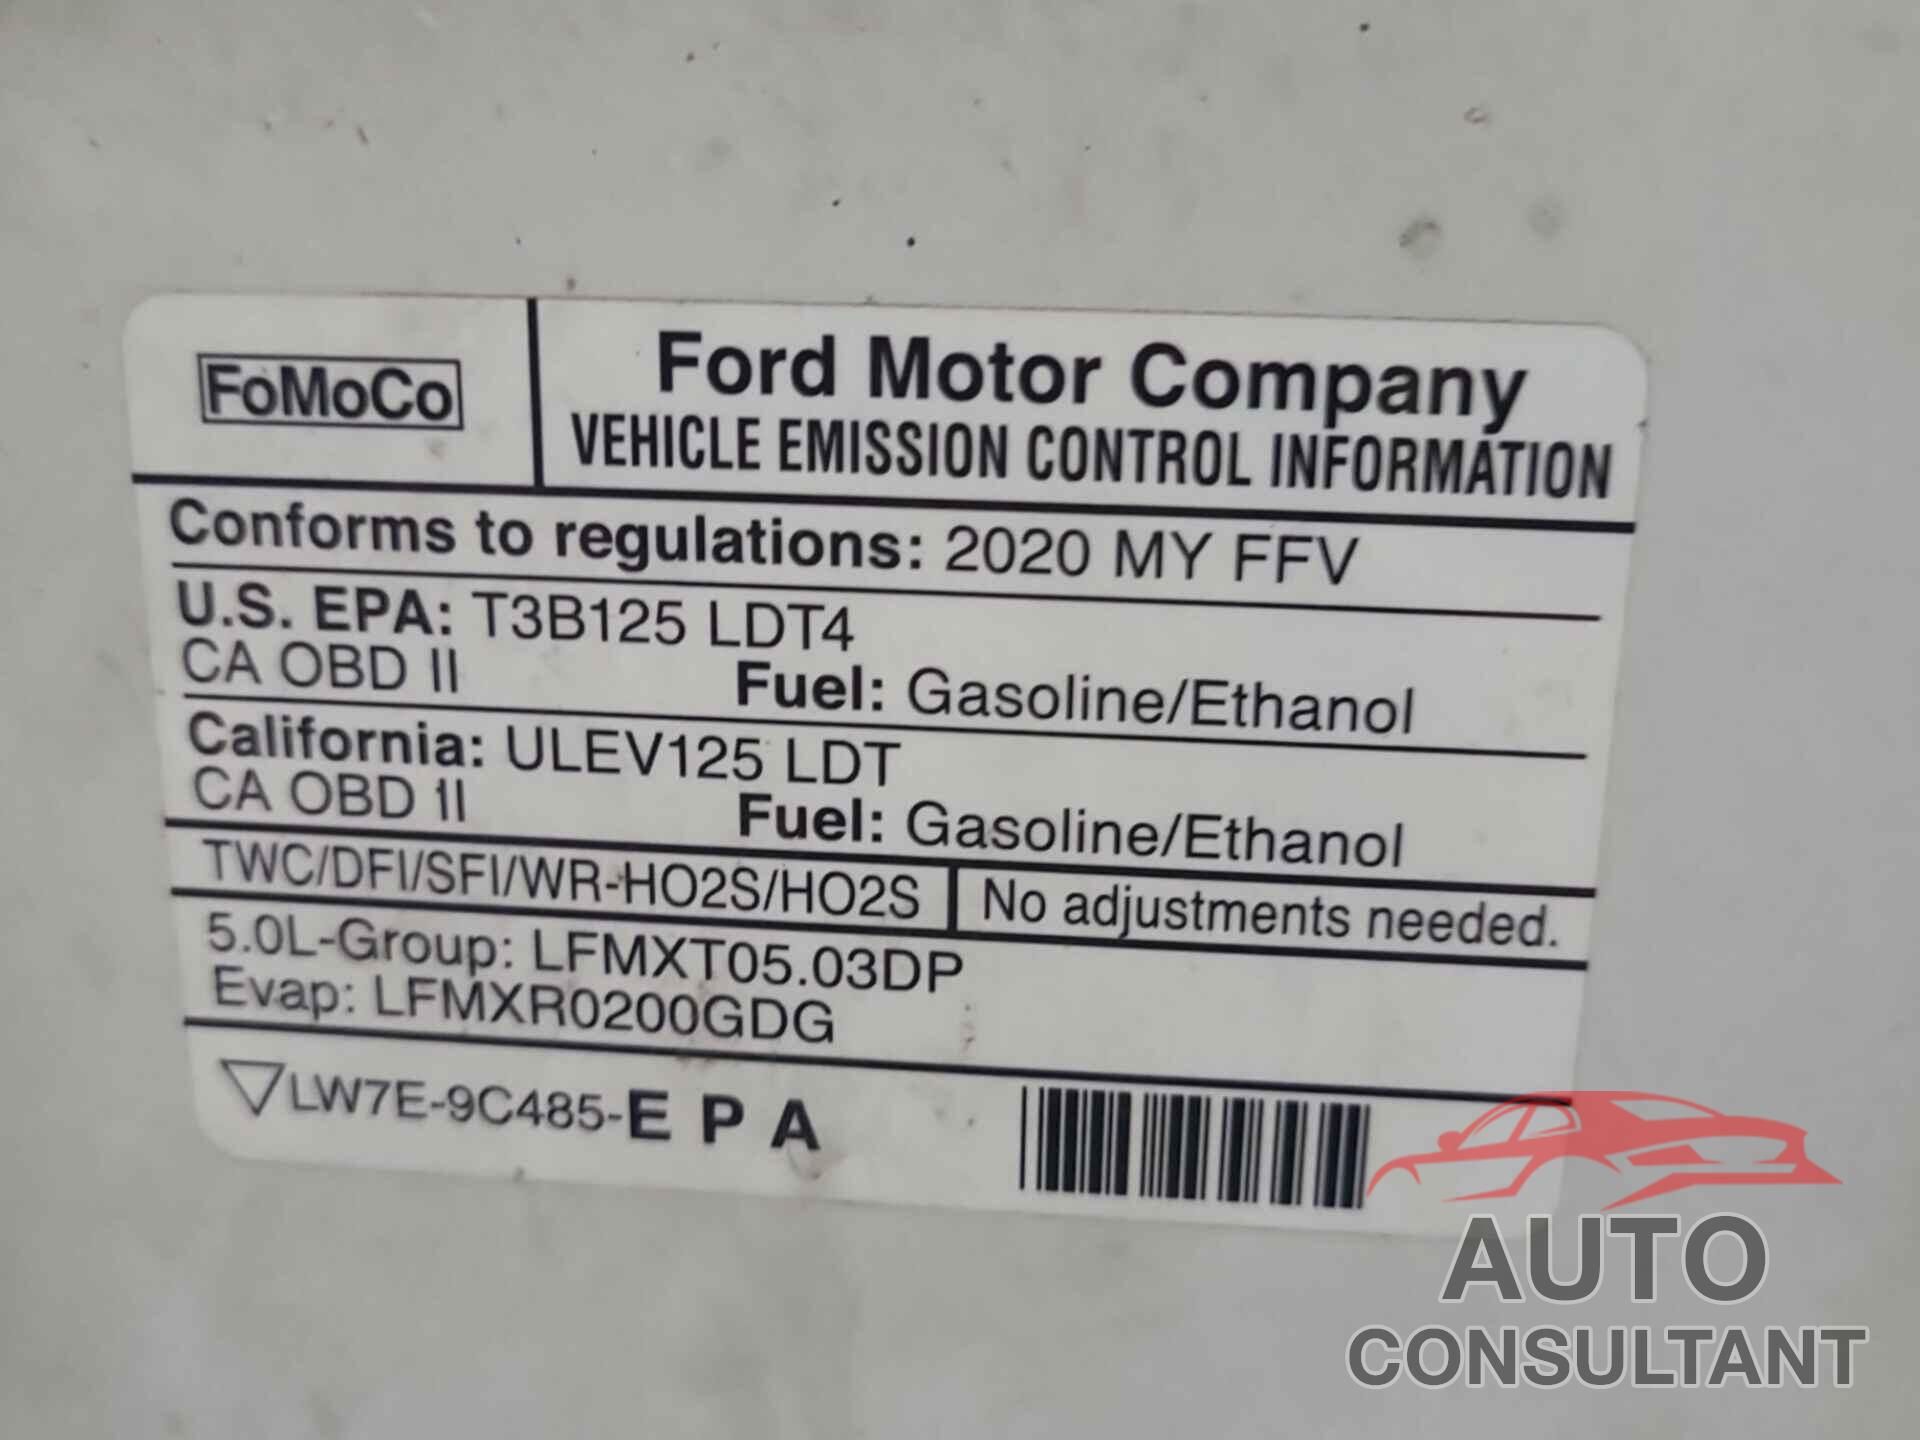 FoMoCo
Ford Motor Company
VEHICLE EMISSION CONTROL INFORMATION
Conforms to regulations: 2020 MY FFV
U.S. EPA: T3B125 LDT4
CA OBD II Fuel: Gasoline/Ethanol
California: ULEV125 LDT
CA OBD II Fuel: Gasoline/Ethanol
TWC/DFI/SFI/WR-HO2S/HO2S No adjustments needed.
5.0L-Group: LFMXT05.03DP
Evap: LFMXR0200GDG
LW7E-9C485-E P A
AUTO
CONSULTANT